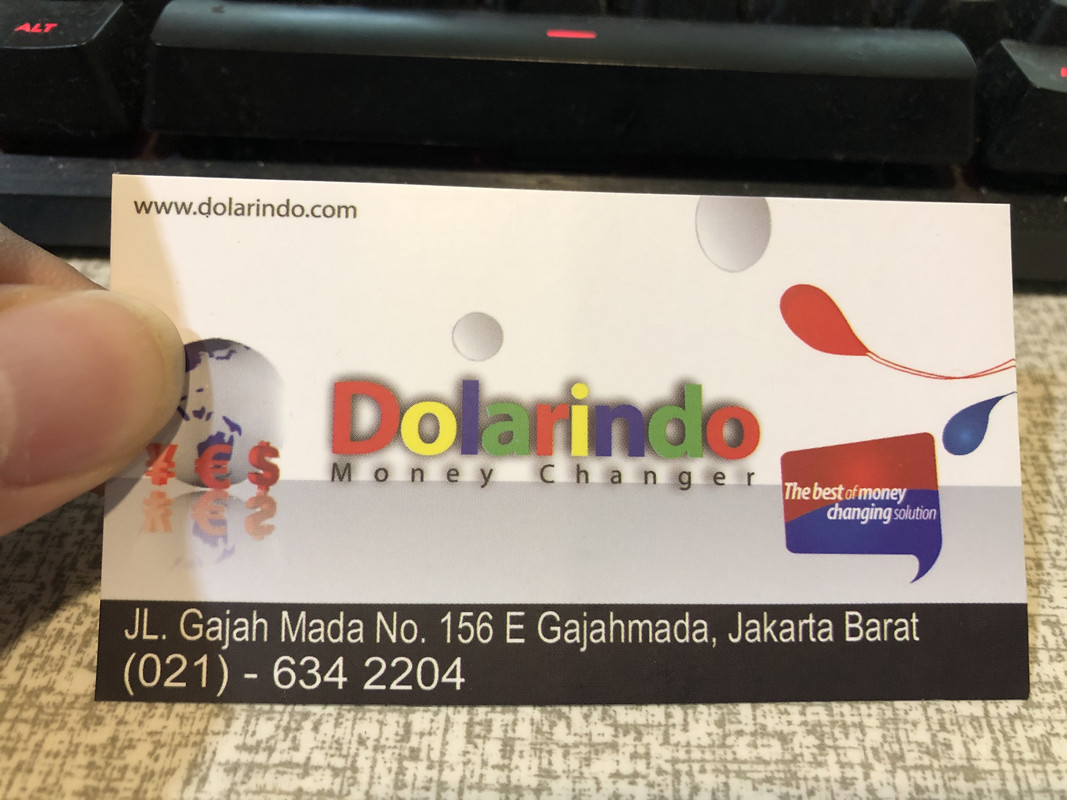 ALT
www.dolarindo.com
Dolarindo
Money Changer
¥€$
The best of money
changing solution
JL. Gajah Mada No. 156 E Gajahmada, Jakarta Barat
(021) - 634 2204